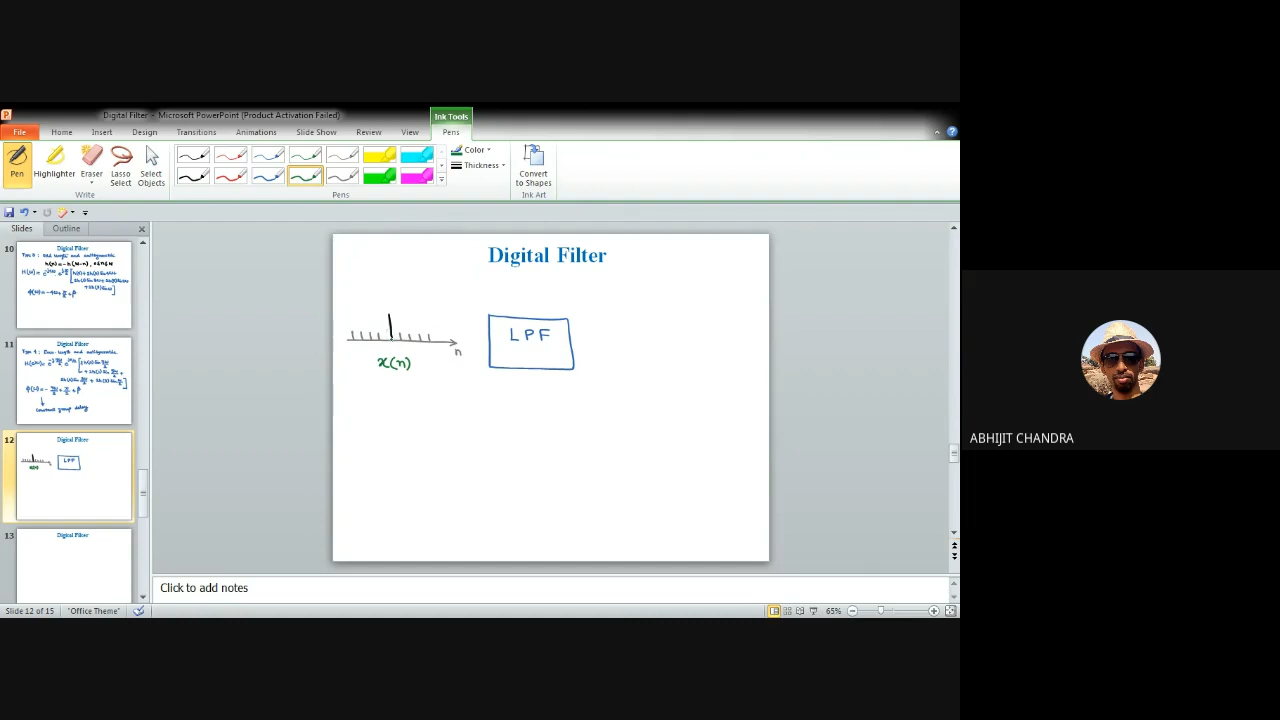 Digital Filter - Microsoft PowerPoint (Product Activation Failed)
Ink Tools
File Home Insert Design Transitions Animations Slide Show Review View Pens
Pen Highlighter Eraser Lasso Select Select Objects
Color
Thickness
Convert to Shapes
Write Pens Ink Art
Slides Outline
10
Digital Filter
11
Digital Filter
constant group delay
12
Digital Filter
LPF
x(n)
13
Digital Filter
Digital Filter
LPF
n
x(n)
ABHIJIT CHANDRA
Click to add notes
Slide 12 of 15 "Office Theme" 65%